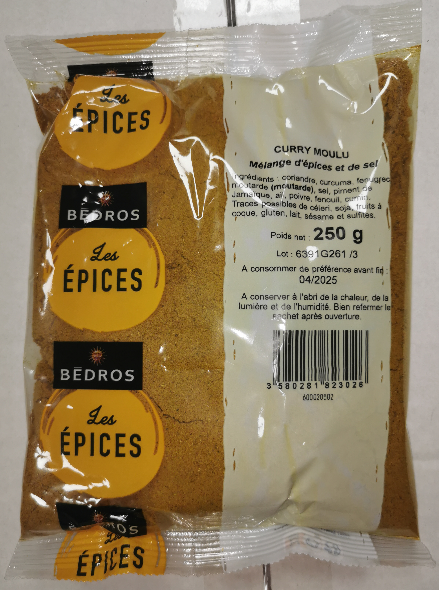 BEDROS
Les
ÉPICES
BEDROS
Les
ÉPICES
BEDROS
Les
ÉPICES
BEDROS
ÉPICES
CURRY MOULU
Mélange d'épices et de sel
Ingrédients : coriandre, curcuma, fenugrec
moutarde (moutarde), sel, piment de
Jamaïque, ail, poivre, fenouil, cumin.
Traces possibles de céleri, soja, fruits à
coque, gluten, lait, sésame et sulfites.
Poids net : 250 g
Lot : 6391G261 /3
A consommer de préférence avant fin
04/2025
A conserver à l'abri de la chaleur, de la
lumière et de l'humidité. Bien refermer le
sachet après ouverture.
3 580281 823026